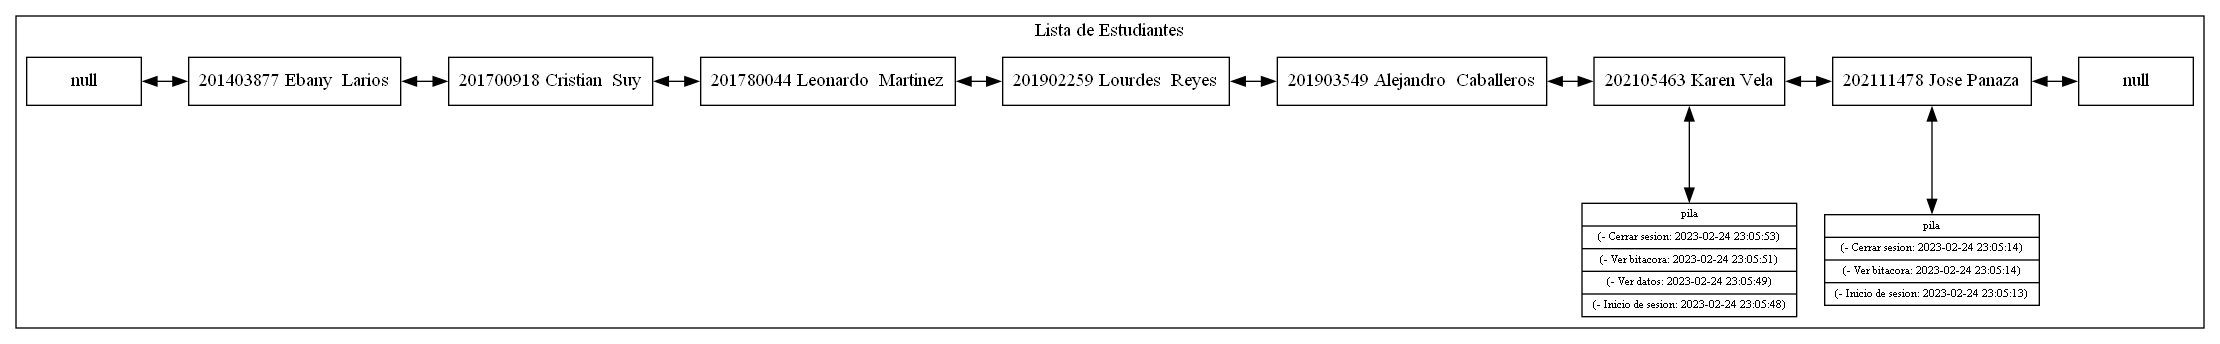 Lista de Estudiantes
null
201403877 Ebany  Larios
201700918 Cristian  Suy
201780044 Leonardo  Martinez
201902259 Lourdes  Reyes
201903549 Alejandro  Caballeros
202105463 Karen Vela
202111478 Jose Panaza
null
pila
(- Cerrar sesion: 2023-02-24 23:05:53)
(- Ver bitacora: 2023-02-24 23:05:51)
(- Ver datos: 2023-02-24 23:05:49)
(- Inicio de sesion: 2023-02-24 23:05:48)
pila
(- Cerrar sesion: 2023-02-24 23:05:14)
(- Ver bitacora: 2023-02-24 23:05:14)
(- Inicio de sesion: 2023-02-24 23:05:13)